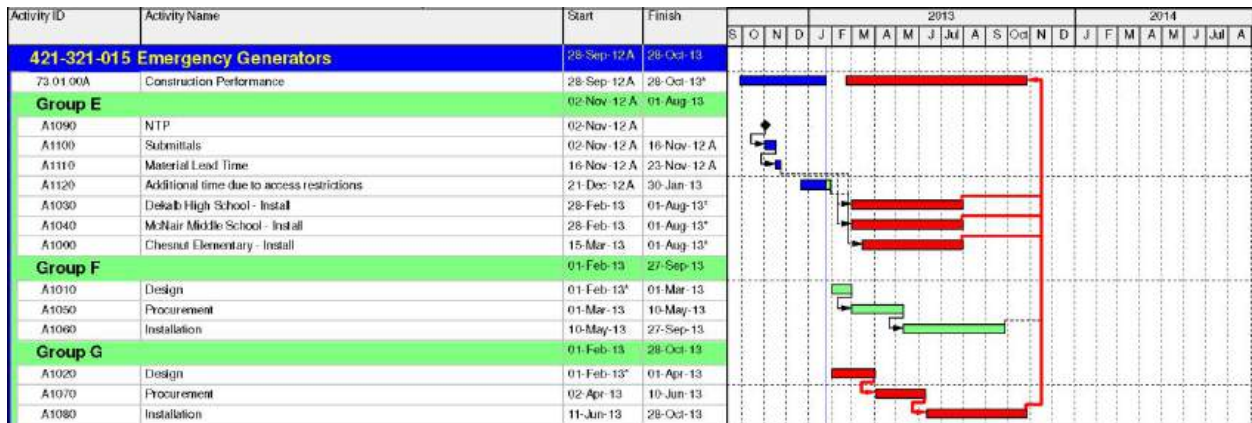 Activity ID Activity Name Start Finish 2013 2014
S O N D J F M A M J Jul A S Oct N D J F M A M J Jul A
421-321-015 Emergency Generators 28-Sep-12 A 28-Oct-13
73.01.00A Construction Performance 28-Sep-12 A 28-Oct-13*
Group E 02-Nov-12 A 01-Aug-13
A1090 NTP 02-Nov-12 A
A1100 Submittals 02-Nov-12 A 16-Nov-12 A
A1110 Material Lead Time 16-Nov-12 A 23-Nov-12 A
A1120 Additional time due to access restrictions 21-Dec-12 A 30-Jan-13
A1030 Dekalb High School - Install 28-Feb-13 01-Aug-13*
A1040 McNair Middle School - Install 28-Feb-13 01-Aug-13*
A1000 Chesnut Elementary - Install 15-Mar-13 01-Aug-13*
Group F 01-Feb-13 27-Sep-13
A1010 Design 01-Feb-13* 01-Mar-13
A1050 Procurement 01-Mar-13 10-May-13
A1060 Installation 10-May-13 27-Sep-13
Group G 01-Feb-13 28-Oct-13
A1020 Design 01-Feb-13* 01-Apr-13
A1070 Procurement 02-Apr-13 10-Jun-13
A1080 Installation 11-Jun-13 28-Oct-13